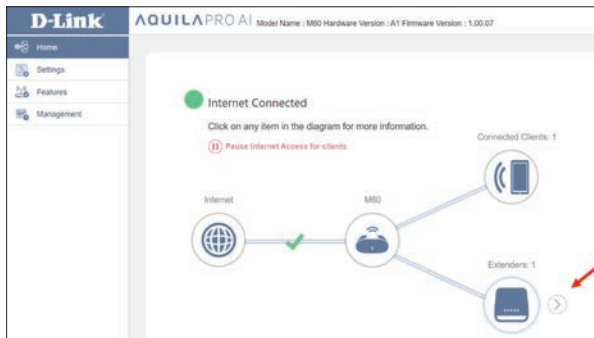 D-Link
AQUILA PRO AI Model Name : M60 Hardware Version : A1 Firmware Version : 1.00.07
Home
Settings
Features
Management
Internet Connected
Click on any item in the diagram for more information.
Pause Internet Access for clients
Connected Clients: 1
Internet
M60
Extenders: 1